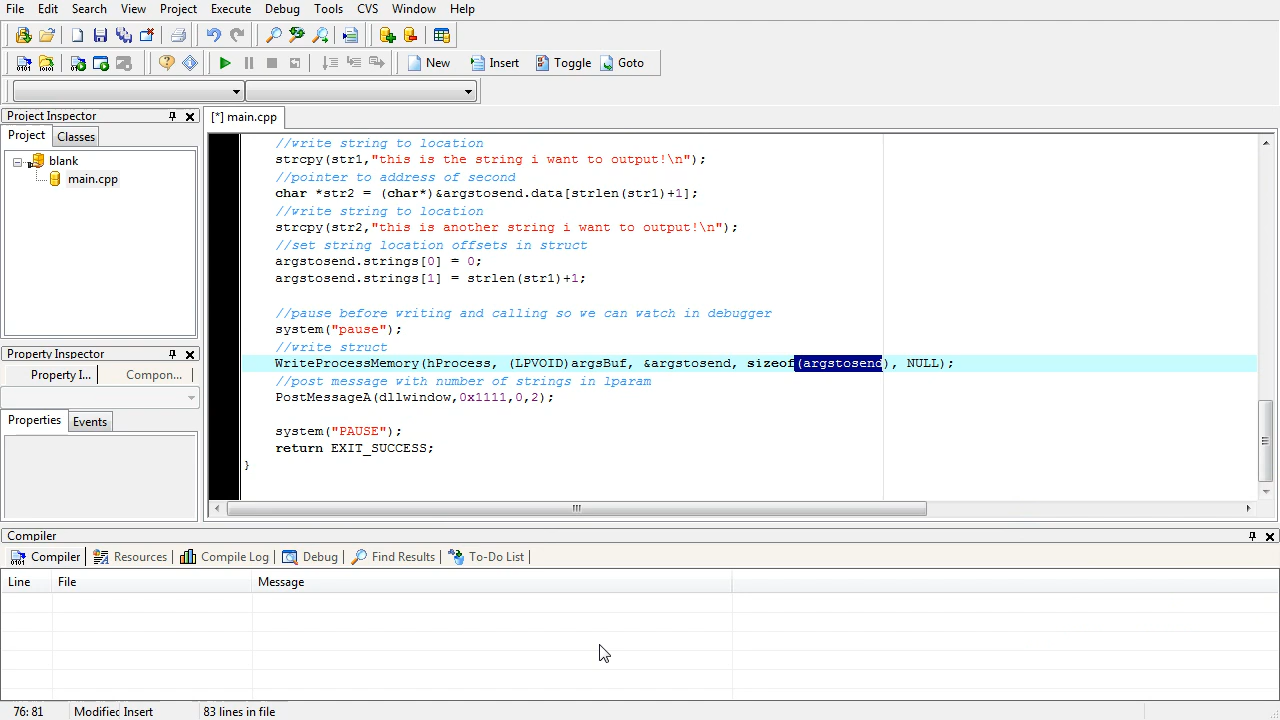 File Edit Search View Project Execute Debug Tools CVS Window Help
New Insert Toggle Goto
Project Inspector
[*] main.cpp
Project Classes
blank
main.cpp
//write string to location
strcpy(str1,"this is the string i want to output!\n");
//pointer to address of second
char *str2 = (char*)&argstosend.data[strlen(str1)+1];
//write string to location
strcpy(str2,"this is another string i want to output!\n");
//set string location offsets in struct
argstosend.strings[0] = 0;
argstosend.strings[1] = strlen(str1)+1;
//pause before writing and calling so we can watch in debugger
system("pause");
//write struct
WriteProcessMemory(hProcess, (LPVOID)argsBuf, &argstosend, sizeof(argstosend), NULL);
//post message with number of strings in lparam
PostMessageA(dllwindow,0x1111,0,2);
system("PAUSE");
return EXIT_SUCCESS;
}
Property Inspector
Property I... Compon...
Properties Events
Compiler
Compiler Resources Compile Log Debug Find Results To-Do List
Line File Message
76: 81 Modified Insert 83 lines in file